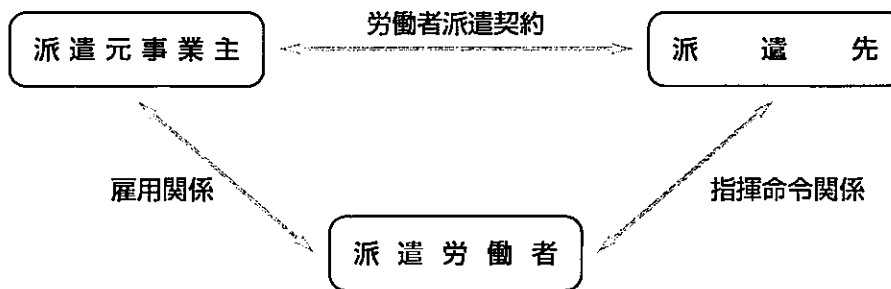 労働者派遣契約
派遣元事業主
派遣先
雇用関係
指揮命令関係
派遣労働者